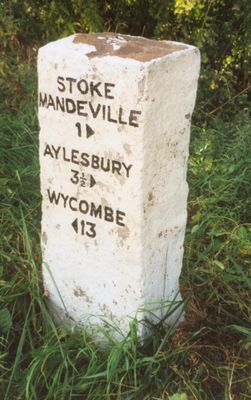 STOKE
MANDEVILLE
1▶
AYLESBURY
3½▶
WYCOMBE
◀13